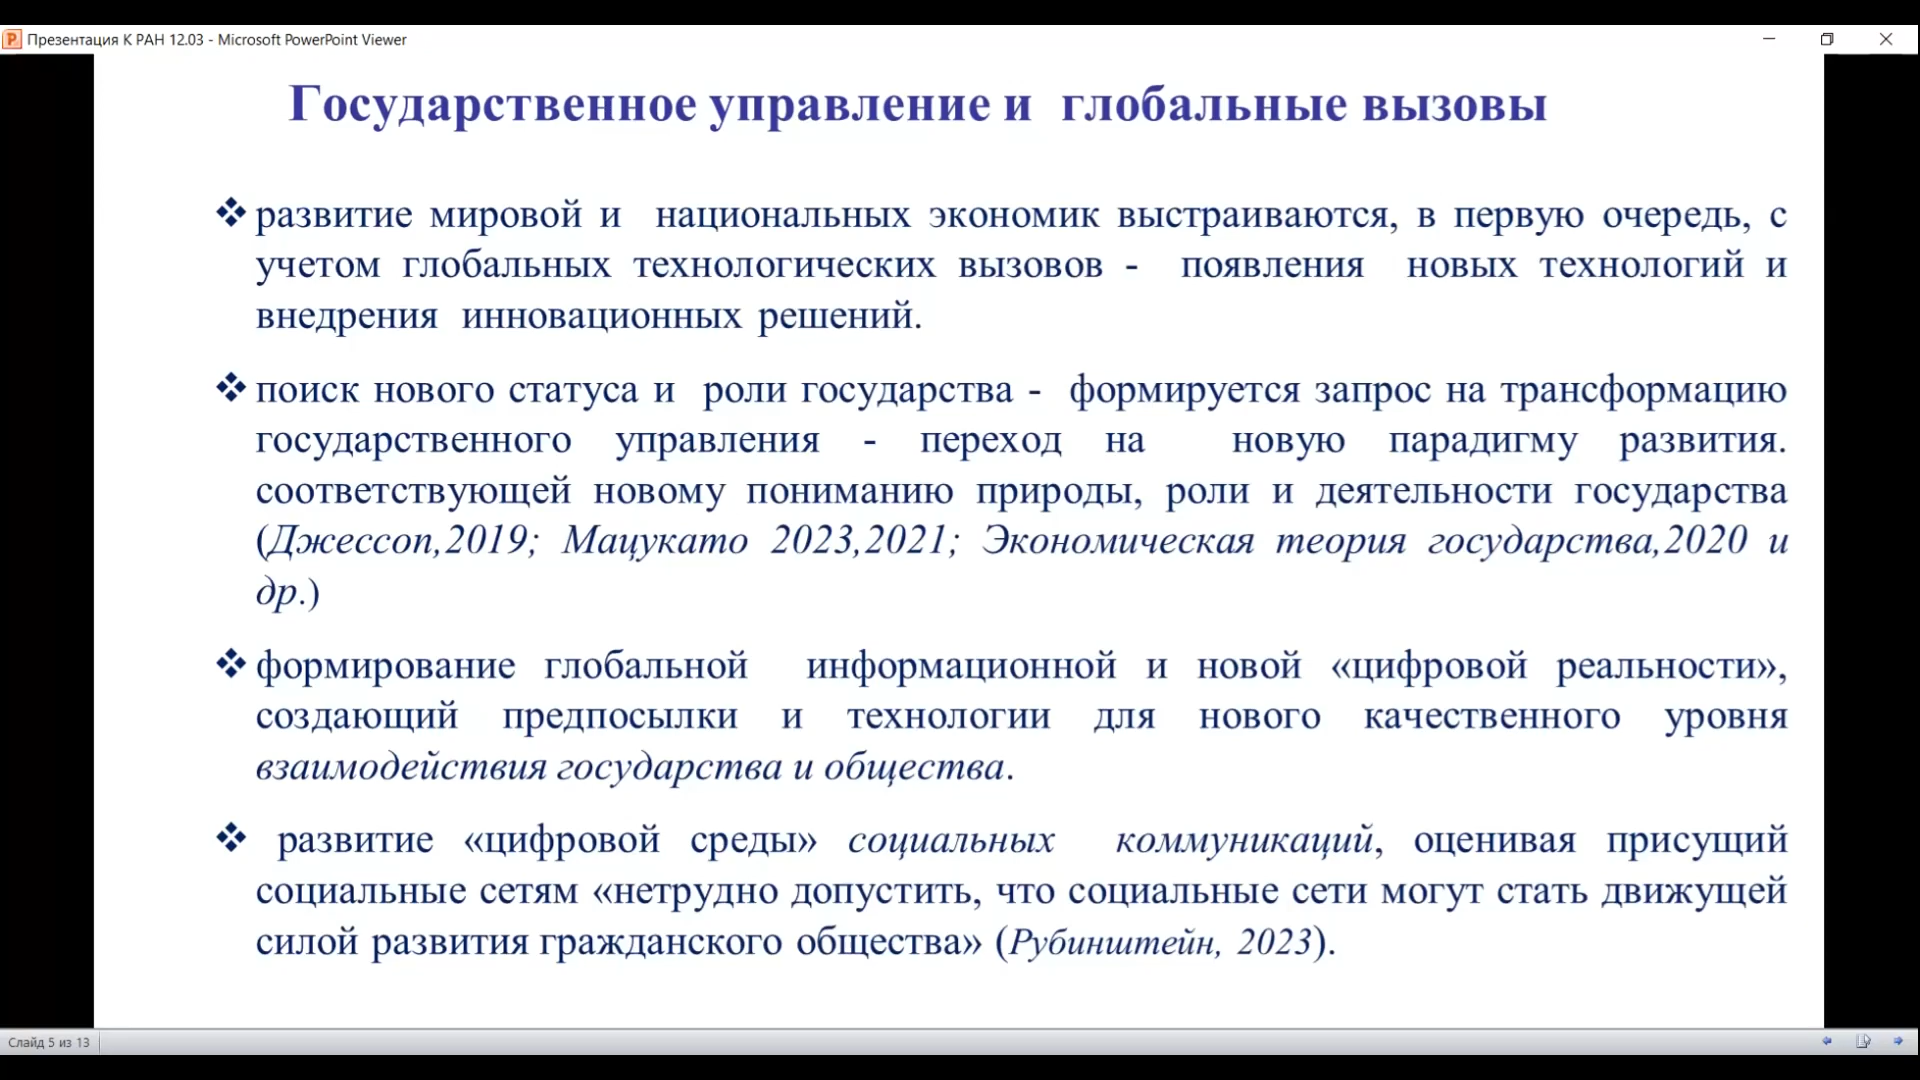 Презентация К РАН 12.03 - Microsoft PowerPoint Viewer
Государственное управление и глобальные вызовы
❖ развитие мировой и национальных экономик выстраиваются, в первую очередь, с
учетом глобальных технологических вызовов - появления новых технологий и
внедрения инновационных решений.
❖ поиск нового статуса и роли государства - формируется запрос на трансформацию
государственного управления - переход на новую парадигму развития.
соответствующей новому пониманию природы, роли и деятельности государства
(Джессоп,2019; Мацукато 2023,2021; Экономическая теория государства,2020 и
др.)
❖ формирование глобальной информационной и новой «цифровой реальности»,
создающий предпосылки и технологии для нового качественного уровня
взаимодействия государства и общества.
❖ развитие «цифровой среды» социальных коммуникаций, оценивая присущий
социальные сетям «нетрудно допустить, что социальные сети могут стать движущей
силой развития гражданского общества» (Рубинштейн, 2023).
Слайд 5 из 13